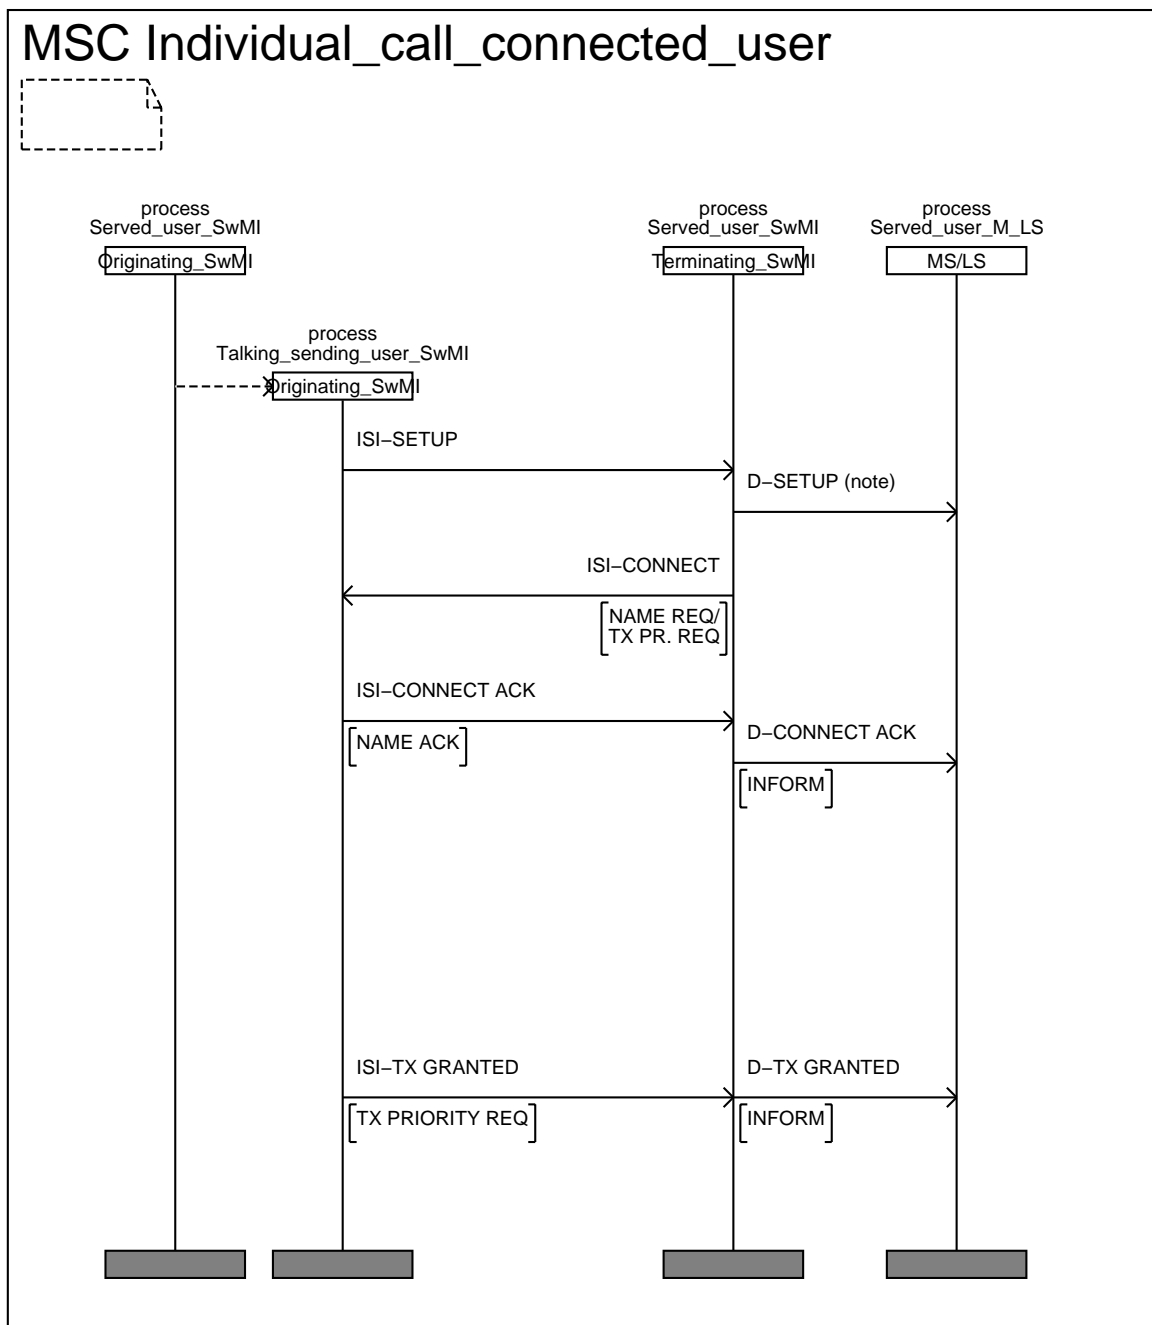 MSC Individual_call_connected_user
process
Served_user_SwMI
Originating_SwMI
process
Served_user_SwMI
Terminating_SwMI
process
Served_user_M_LS
MS/LS
process
Talking_sending_user_SwMI
Originating_SwMI
ISI−SETUP
D−SETUP (note)
ISI−CONNECT
NAME REQ/
TX PR. REQ
ISI−CONNECT ACK
NAME ACK
D−CONNECT ACK
INFORM
ISI−TX GRANTED
D−TX GRANTED
TX PRIORITY REQ
INFORM